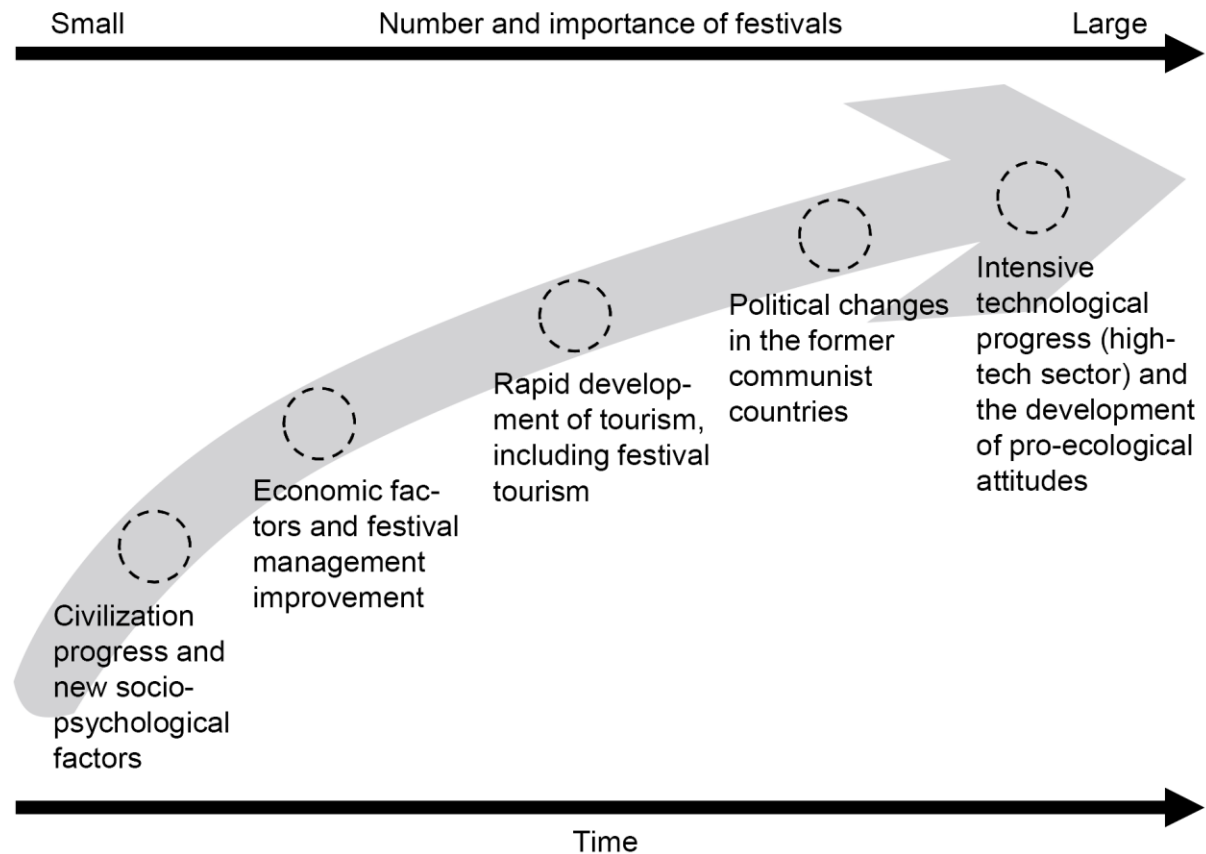 Small Number and importance of festivals Large
Civilization
progress and
new socio-
psychological
factors
Economic fac-
tors and festival
management
improvement
Rapid develop-
ment of tourism,
including festival
tourism
Political changes
in the former
communist
countries
Intensive
technological
progress (high-
tech sector) and
the development
of pro-ecological
attitudes
Time